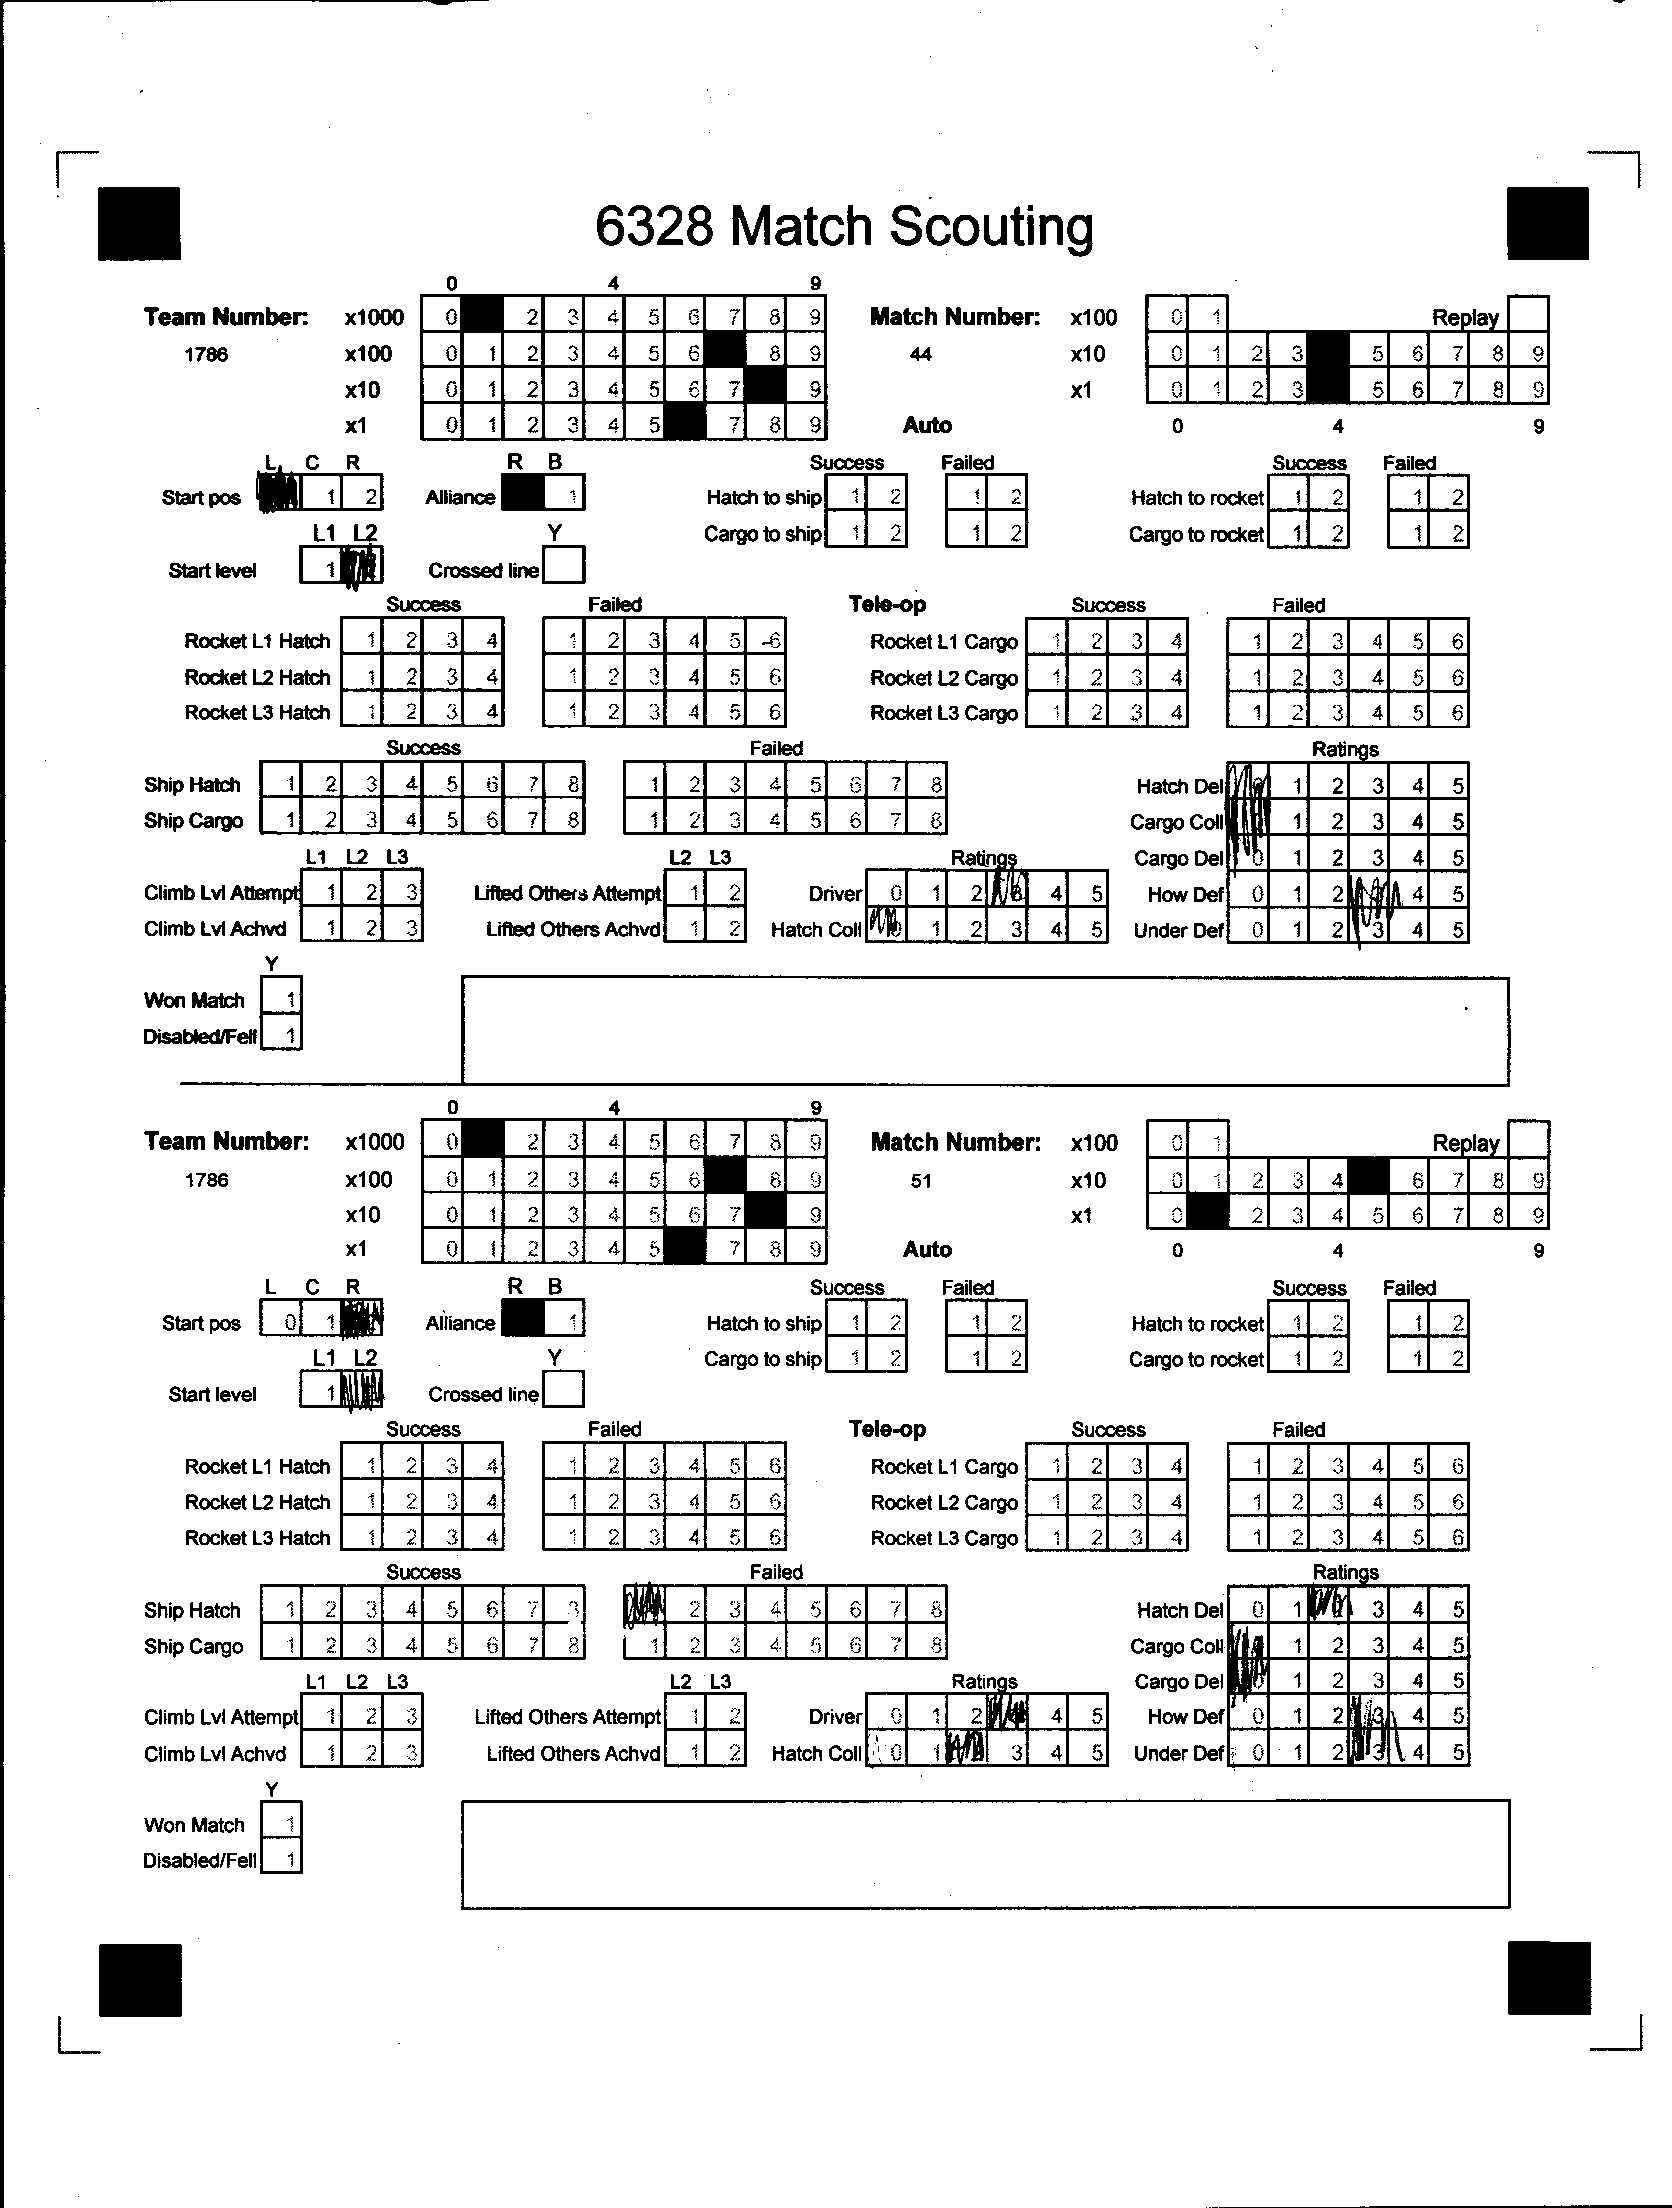 6328 Match Scouting
0 4 9
Team Number: x1000 0 2 3 4 5 6 7 8 9 Match Number: x100 0 1 Replay
1786 x100 0 1 2 3 4 5 6 8 9 44 x10 0 1 2 3 5 6 7 8 9
x10 0 1 2 3 4 5 6 7 9 x1 0 1 2 3 5 6 7 8 9
x1 0 1 2 3 4 5 7 8 9 Auto 0 4 9
L C R R B Success Failed Success Failed
Start pos 1 2 Alliance 1 Hatch to ship 1 2 1 2 Hatch to rocket 1 2 1 2
L1 L2 Y Cargo to ship 1 2 1 2 Cargo to rocket 1 2 1 2
Start level 1 Crossed line
Success Failed Tele-op Success Failed
Rocket L1 Hatch 1 2 3 4 1 2 3 4 5 6 Rocket L1 Cargo 1 2 3 4 1 2 3 4 5 6
Rocket L2 Hatch 1 2 3 4 1 2 3 4 5 6 Rocket L2 Cargo 1 2 3 4 1 2 3 4 5 6
Rocket L3 Hatch 1 2 3 4 1 2 3 4 5 6 Rocket L3 Cargo 1 2 3 4 1 2 3 4 5 6
Success Failed Ratings
Ship Hatch 1 2 3 4 5 6 7 8 1 2 3 4 5 6 7 8 Hatch Del 1 2 3 4 5
Ship Cargo 1 2 3 4 5 6 7 8 1 2 3 4 5 6 7 8 Cargo Coll 1 2 3 4 5
L1 L2 L3 L2 L3 Ratings Cargo Del 0 1 2 3 4 5
Climb Lvl Attempt 1 2 3 Lifted Others Attempt 1 2 Driver 0 1 2 3 4 5 How Def 0 1 2 3 4 5
Climb Lvl Achvd 1 2 3 Lifted Others Achvd 1 2 Hatch Coll 0 1 2 3 4 5 Under Def 0 1 2 3 4 5
Y
Won Match 1
Disabled/Fell 1
0 4 9
Team Number: x1000 0 2 3 4 5 6 7 8 9 Match Number: x100 0 1 Replay
1786 x100 0 1 2 3 4 5 6 8 9 51 x10 0 1 2 3 4 6 7 8 9
x10 0 1 2 3 4 5 6 7 9 x1 0 2 3 4 5 6 7 8 9
x1 0 1 2 3 4 5 7 8 9 Auto 0 4 9
L C R R B Success Failed Success Failed
Start pos 0 1 Alliance 1 Hatch to ship 1 2 1 2 Hatch to rocket 1 2 1 2
L1 L2 Y Cargo to ship 1 2 1 2 Cargo to rocket 1 2 1 2
Start level 1 Crossed line
Success Failed Tele-op Success Failed
Rocket L1 Hatch 1 2 3 4 1 2 3 4 5 6 Rocket L1 Cargo 1 2 3 4 1 2 3 4 5 6
Rocket L2 Hatch 1 2 3 4 1 2 3 4 5 6 Rocket L2 Cargo 1 2 3 4 1 2 3 4 5 6
Rocket L3 Hatch 1 2 3 4 1 2 3 4 5 6 Rocket L3 Cargo 1 2 3 4 1 2 3 4 5 6
Success Failed Ratings
Ship Hatch 1 2 3 4 5 6 7 8 2 3 4 5 6 7 8 Hatch Del 0 1 2 3 4 5
Ship Cargo 1 2 3 4 5 6 7 8 1 2 3 4 5 6 7 8 Cargo Coll 1 2 3 4 5
L1 L2 L3 L2 L3 Ratings Cargo Del 0 1 2 3 4 5
Climb Lvl Attempt 1 2 3 Lifted Others Attempt 1 2 Driver 0 1 2 4 5 How Def 0 1 2 3 4 5
Climb Lvl Achvd 1 2 3 Lifted Others Achvd 1 2 Hatch Coll 0 1 2 3 4 5 Under Def 0 1 2 3 4 5
Y
Won Match 1
Disabled/Fell 1